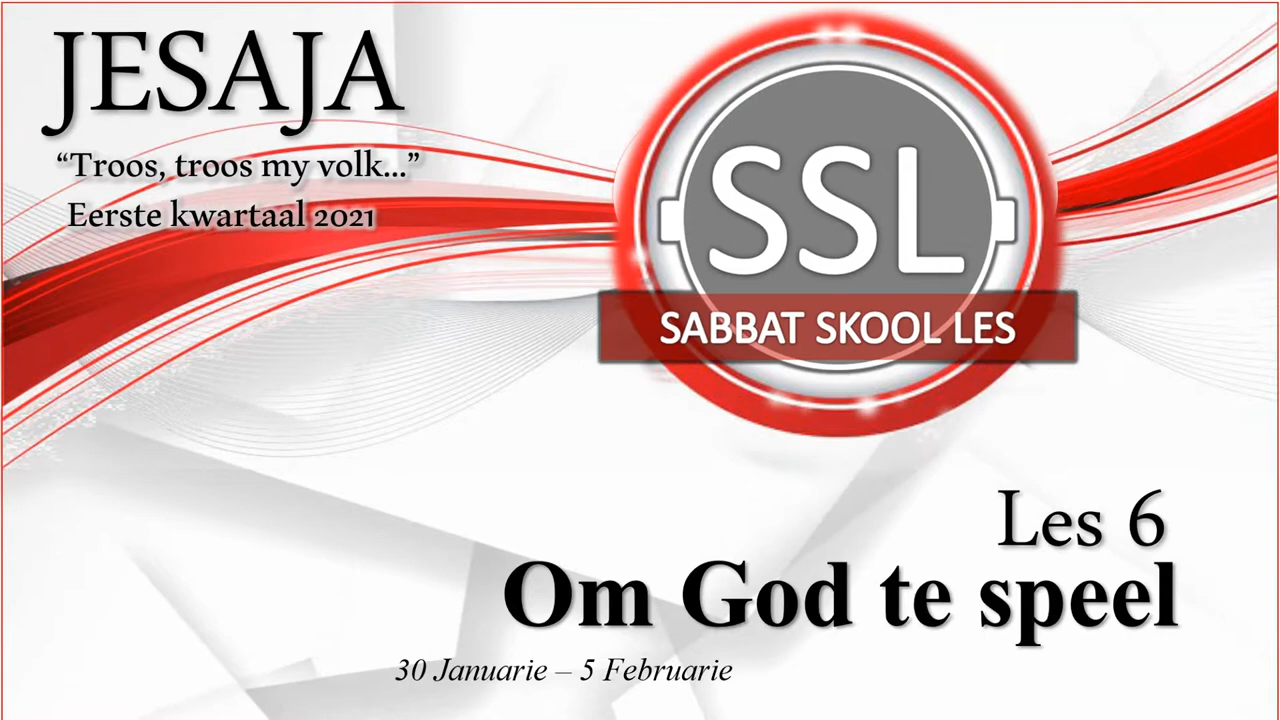 JESAJA
“Troos, troos my volk...”
Eerste kwartaal 2021
SSL
SABBAT SKOOL LES
Les 6
Om God te speel
30 Januarie – 5 Februarie